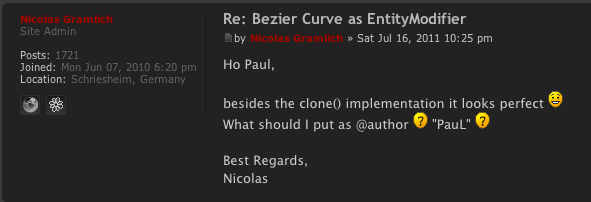 Nicolas Gramlich
Site Admin
Posts: 1721
Joined: Mon Jun 07, 2010 6:20 pm
Location: Schriesheim, Germany
Re: Bezier Curve as EntityModifier
by Nicolas Gramlich » Sat Jul 16, 2011 10:25 pm
Ho Paul,
besides the clone() implementation it looks perfect
What should I put as @author ? "PauL" ?
Best Regards,
Nicolas